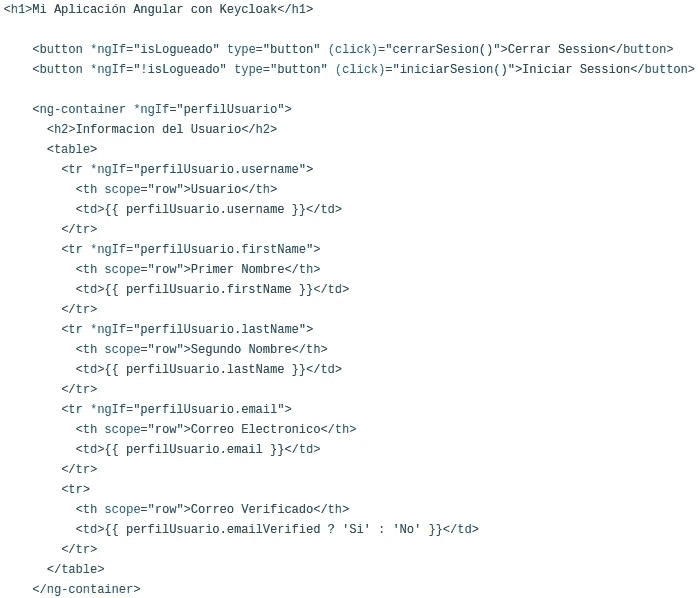 <h1>Mi Aplicación Angular con Keycloak</h1>

    <button *ngIf="isLogueado" type="button" (click)="cerrarSesion()">Cerrar Session</button>
    <button *ngIf="!isLogueado" type="button" (click)="iniciarSesion()">Iniciar Session</button>

    <ng-container *ngIf="perfilUsuario">
      <h2>Informacion del Usuario</h2>
      <table>
        <tr *ngIf="perfilUsuario.username">
          <th scope="row">Usuario</th>
          <td>{{ perfilUsuario.username }}</td>
        </tr>
        <tr *ngIf="perfilUsuario.firstName">
          <th scope="row">Primer Nombre</th>
          <td>{{ perfilUsuario.firstName }}</td>
        </tr>
        <tr *ngIf="perfilUsuario.lastName">
          <th scope="row">Segundo Nombre</th>
          <td>{{ perfilUsuario.lastName }}</td>
        </tr>
        <tr *ngIf="perfilUsuario.email">
          <th scope="row">Correo Electronico</th>
          <td>{{ perfilUsuario.email }}</td>
        </tr>
        <tr>
          <th scope="row">Correo Verificado</th>
          <td>{{ perfilUsuario.emailVerified ? 'Si' : 'No' }}</td>
        </tr>
      </table>
    </ng-container>